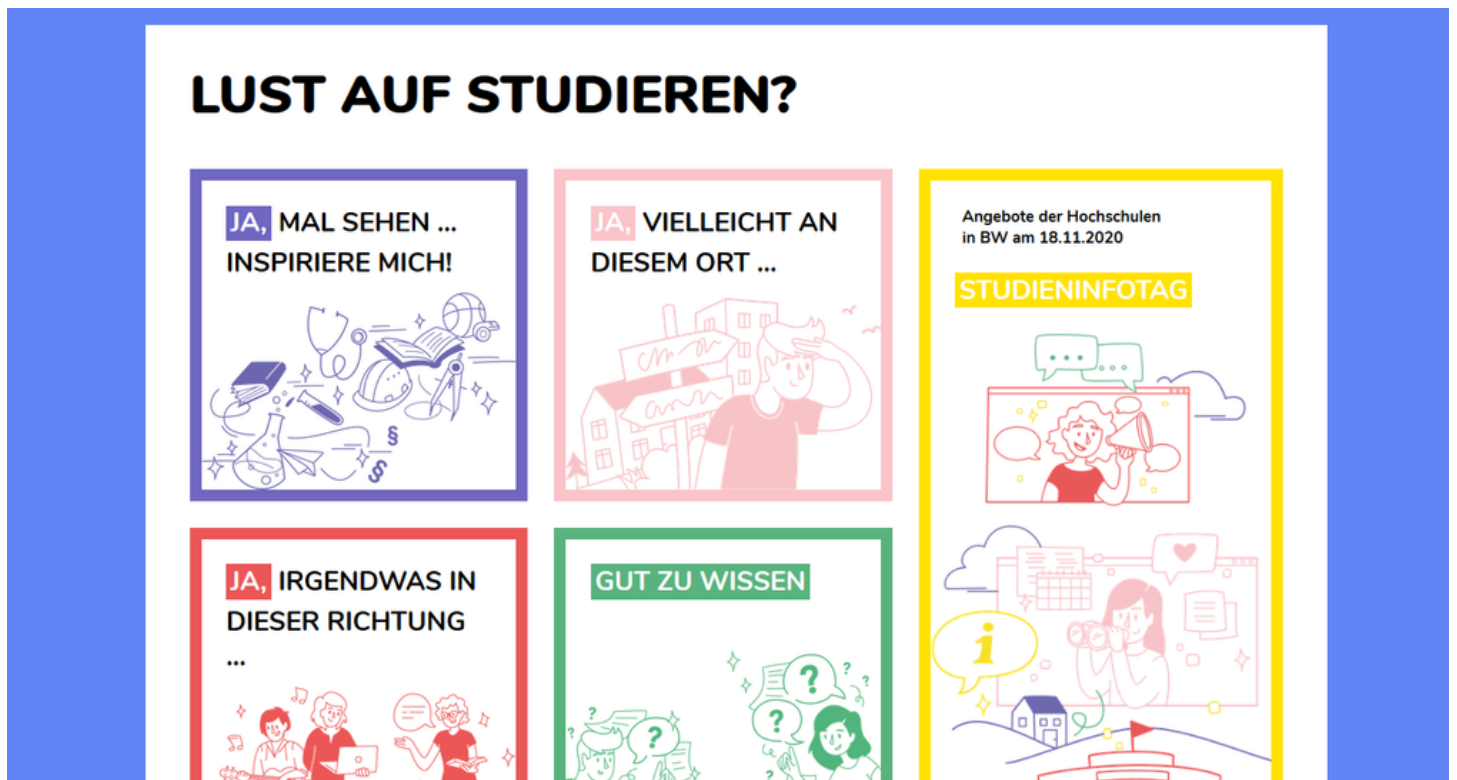 LUST AUF STUDIEREN?
JA, MAL SEHEN ...
INSPIRIERE MICH!
JA, VIELLEICHT AN
DIESEM ORT ...
Angebote der Hochschulen
in BW am 18.11.2020
STUDIENINFOTAG
JA, IRGENDWAS IN
DIESER RICHTUNG
...
GUT ZU WISSEN